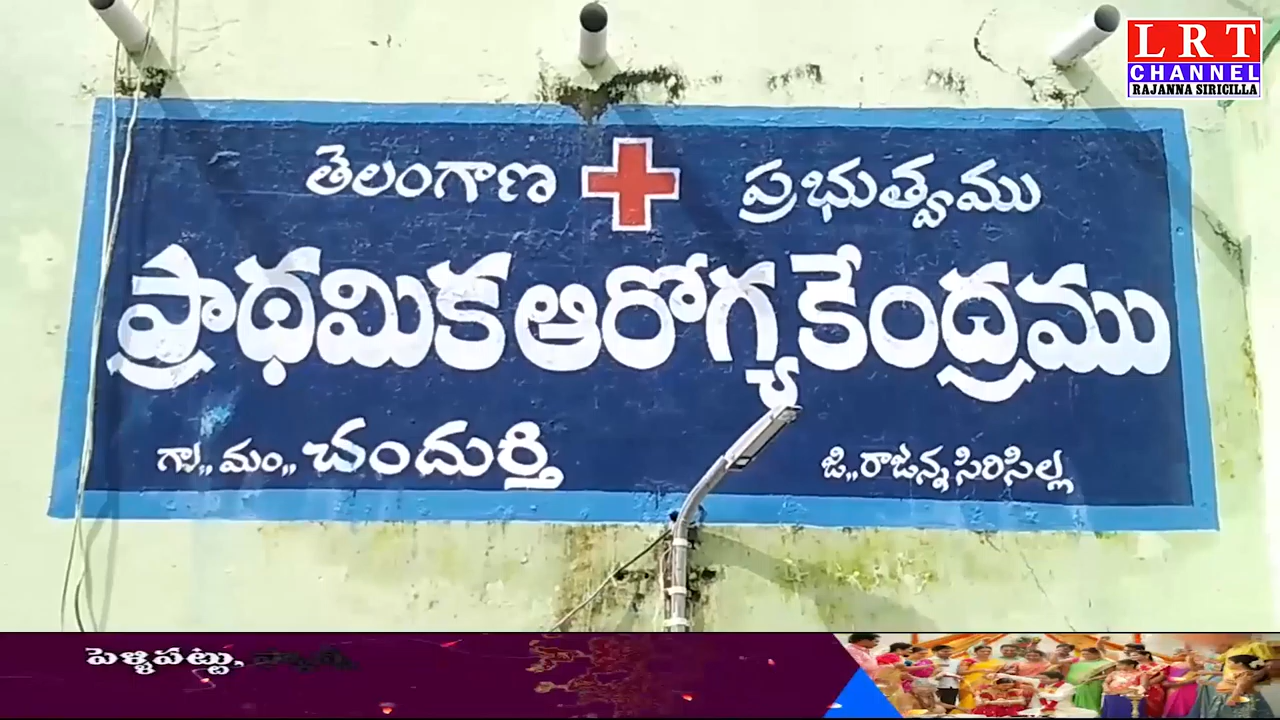 LRT
CHANNEL
RAJANNA SIRICILLA
తెలంగాణ ప్రభుత్వము
ప్రాథమిక ఆరోగ్య కేంద్రము
గ్రా,, మం,, చందుర్తి
జి,,రాజన్న సిరిసిల్ల
పెళ్ళిపట్టు,